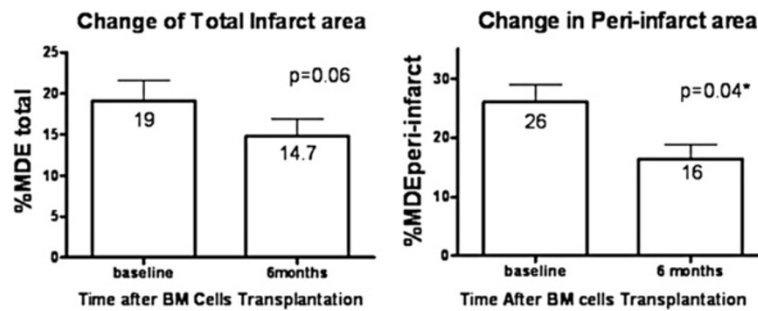 Change of Total Infarct area
25
20
15
10
5
0
%MDE total
p=0.06
19
14.7
baseline
6months
Time after BM Cells Transplantation
Change in Peri-infarct area
30
20
10
0
%MDEperi-infarct
p=0.04*
26
16
baseline
6 months
Time After BM cells Transplantation